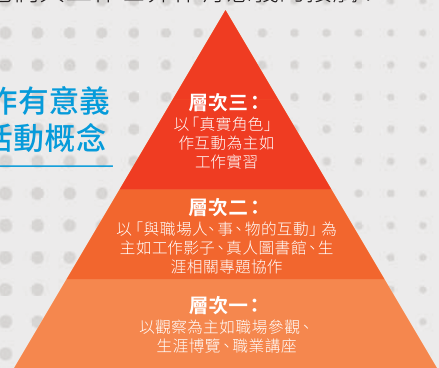 作有意義
活動概念
層次三：
以「真實角色」
作互動為主如
工作實習
層次二：
以「與職場人、事、物的互動」為
主如工作影子、真人圖書館、生
涯相關專題協作
層次一：
以觀察為主如職場參觀、
生涯博覽、職業講座